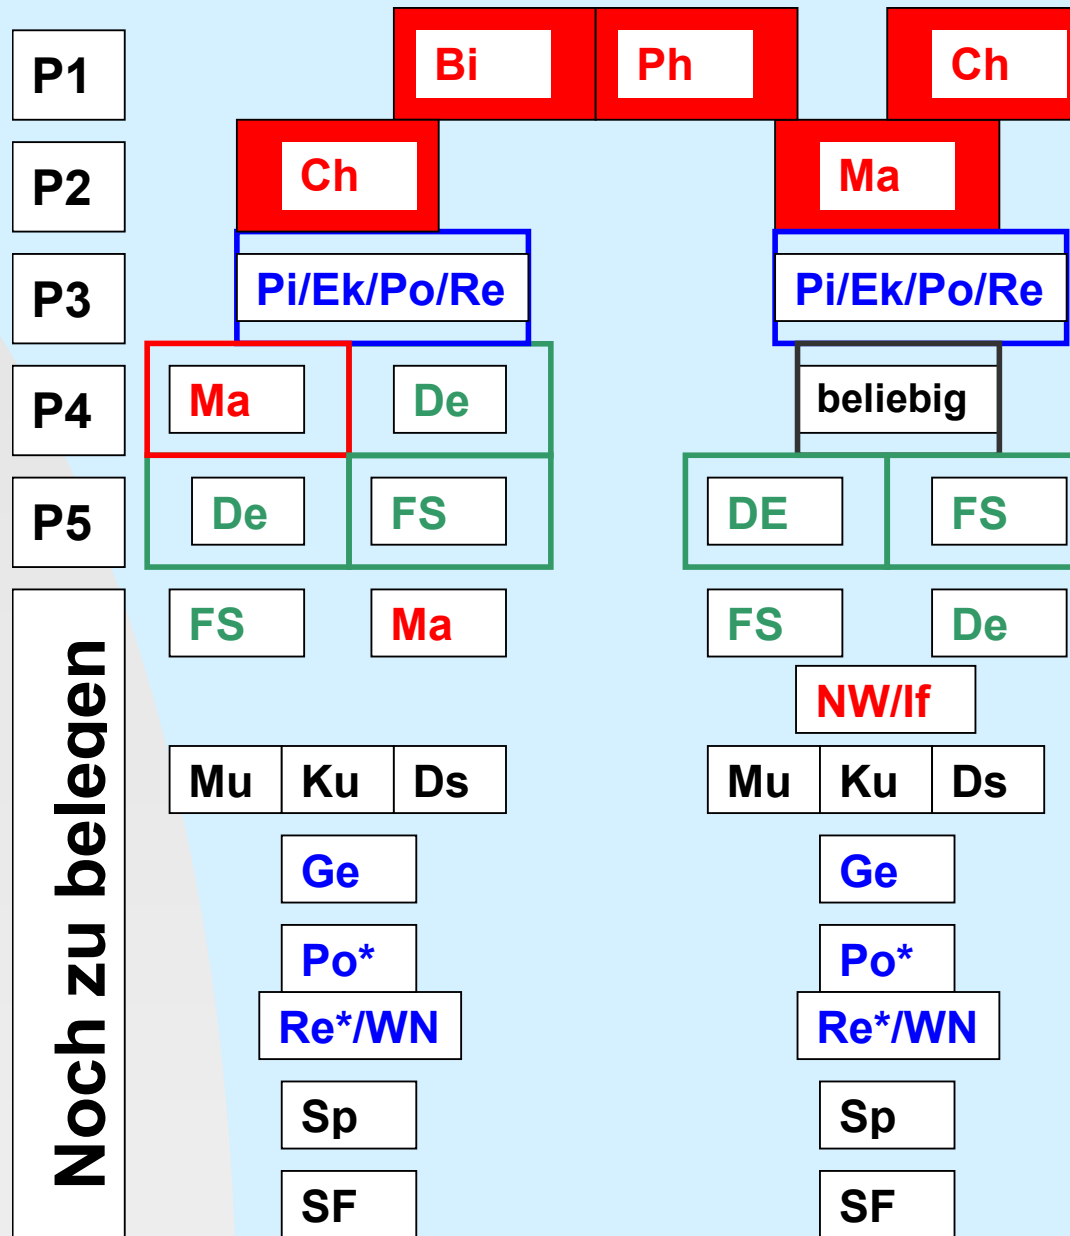 P1 Bi Ph Ch
P2 Ch Ma
P3 Pi/Ek/Po/Re Pi/Ek/Po/Re
P4 Ma De beliebig
P5 De FS DE FS
Noch zu belegen
FS Ma FS De
NW/If
Mu Ku Ds Mu Ku Ds
Ge Ge
Po* Po*
Re*/WN Re*/WN
Sp Sp
SF SF